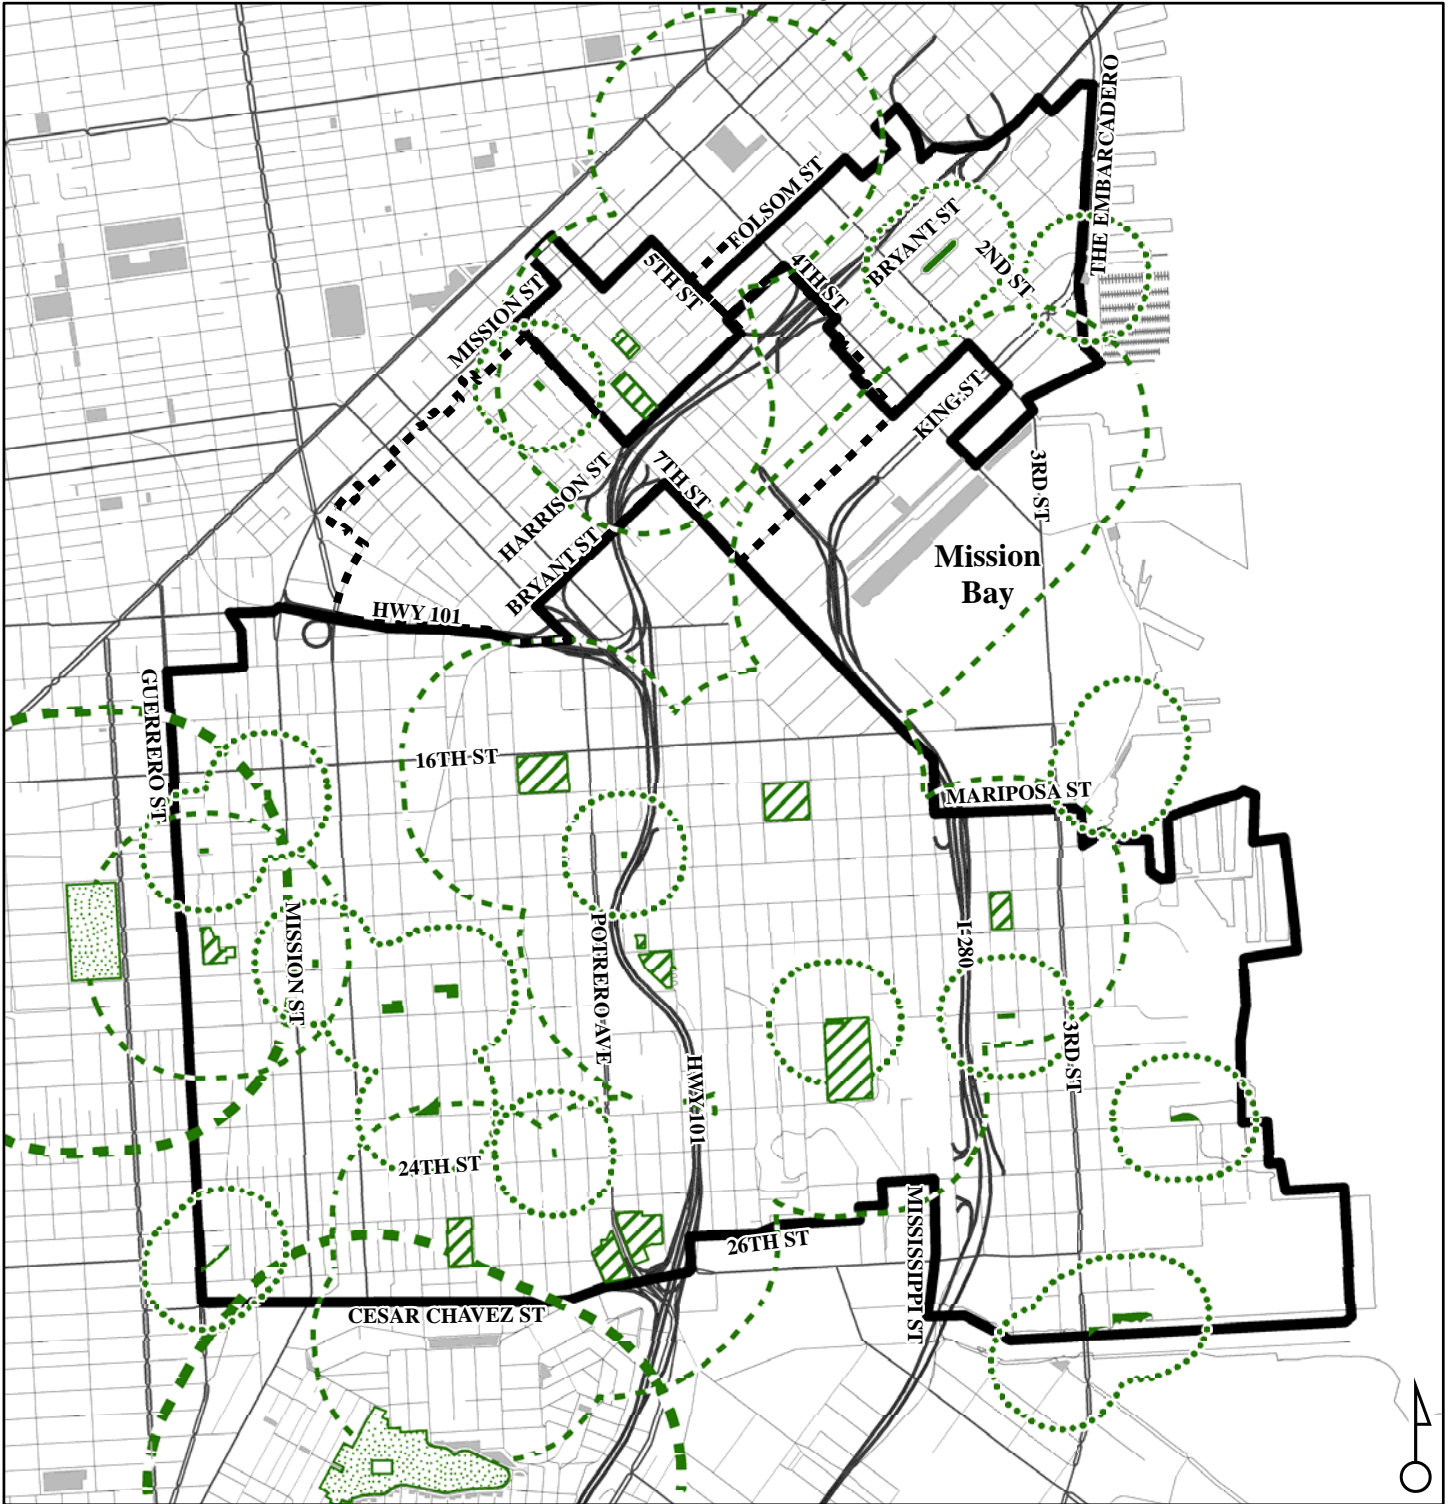 THE EMBARCADERO
FOLSOM ST
BRYANT ST
2ND ST
4TH ST
5TH ST
MISSION ST
KING ST
3RD ST
7TH ST
HARRISON ST
BRYANT ST
Mission
Bay
HWY 101
GUERRERO ST
16TH ST
MARIPOSA ST
MISSION ST
POTRERO AVE
I-280
3RD ST
HWY 101
24TH ST
26TH ST
MISSISSIPPI ST
CESAR CHAVEZ ST